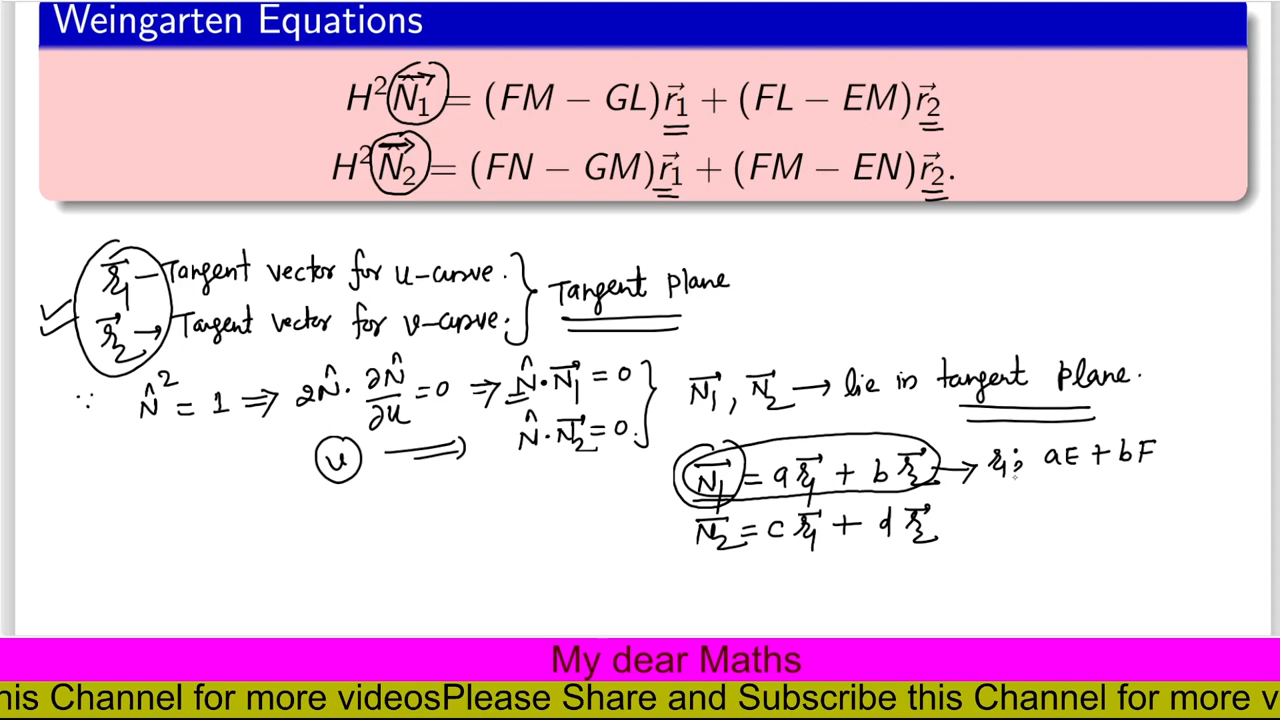 Weingarten Equations
H²N⃗₁ = (FM − GL)r⃗₁ + (FL − EM)r⃗₂
H²N⃗₂ = (FN − GM)r⃗₁ + (FM − EN)r⃗₂.
r⃗₁ — Tangent vector for u-curve.
r⃗₂ → Tangent vector for v-curve.
} Tangent plane
∵ N̂² = 1 ⇒ 2N̂ · ∂N̂/∂u = 0 ⇒ N̂ · N⃗₁ = 0
N̂ · N⃗₂ = 0.
} N⃗₁, N⃗₂ → lie in tangent plane.
u ⟹
N⃗₁ = a r⃗₁ + b r⃗₂ → r₁; aE + bF
N⃗₂ = c r⃗₁ + d r⃗₂
My dear Maths
his Channel for more videosPlease Share and Subscribe this Channel for more v